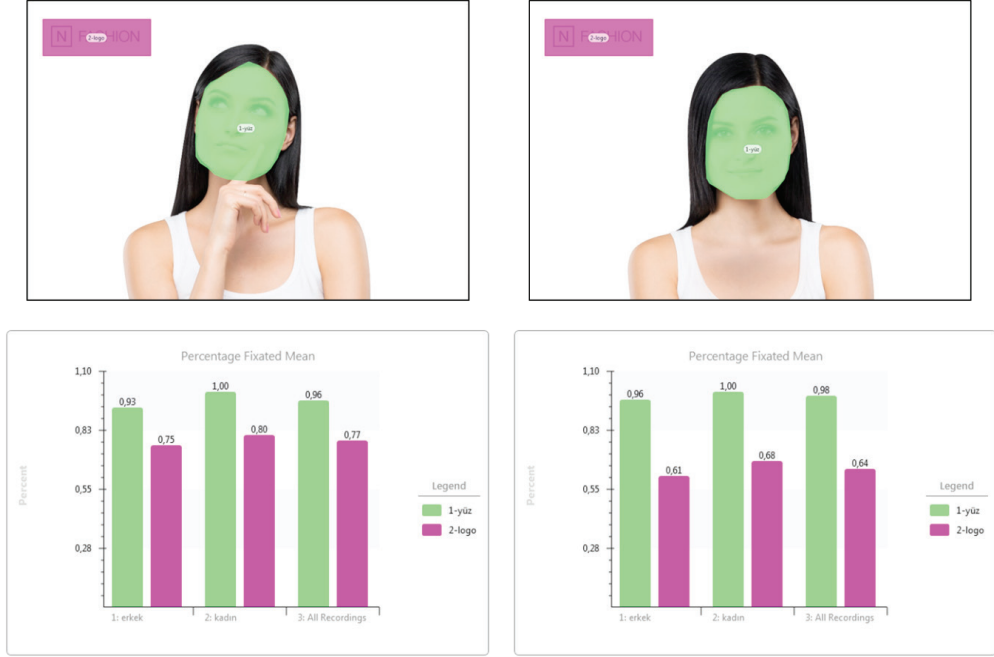 N FASHION
2-logo
1-yüz
N FASHION
2-logo
1-yüz
Percentage Fixated Mean
Percent
1,10
0,83
0,55
0,28
0,93
0,75
1,00
0,80
0,96
0,77
1: erkek
2: kadın
3: All Recordings
Legend
1-yüz
2-logo
Percentage Fixated Mean
Percent
1,10
0,83
0,55
0,28
0,96
0,61
1,00
0,68
0,98
0,64
1: erkek
2: kadın
3: All Recordings
Legend
1-yüz
2-logo